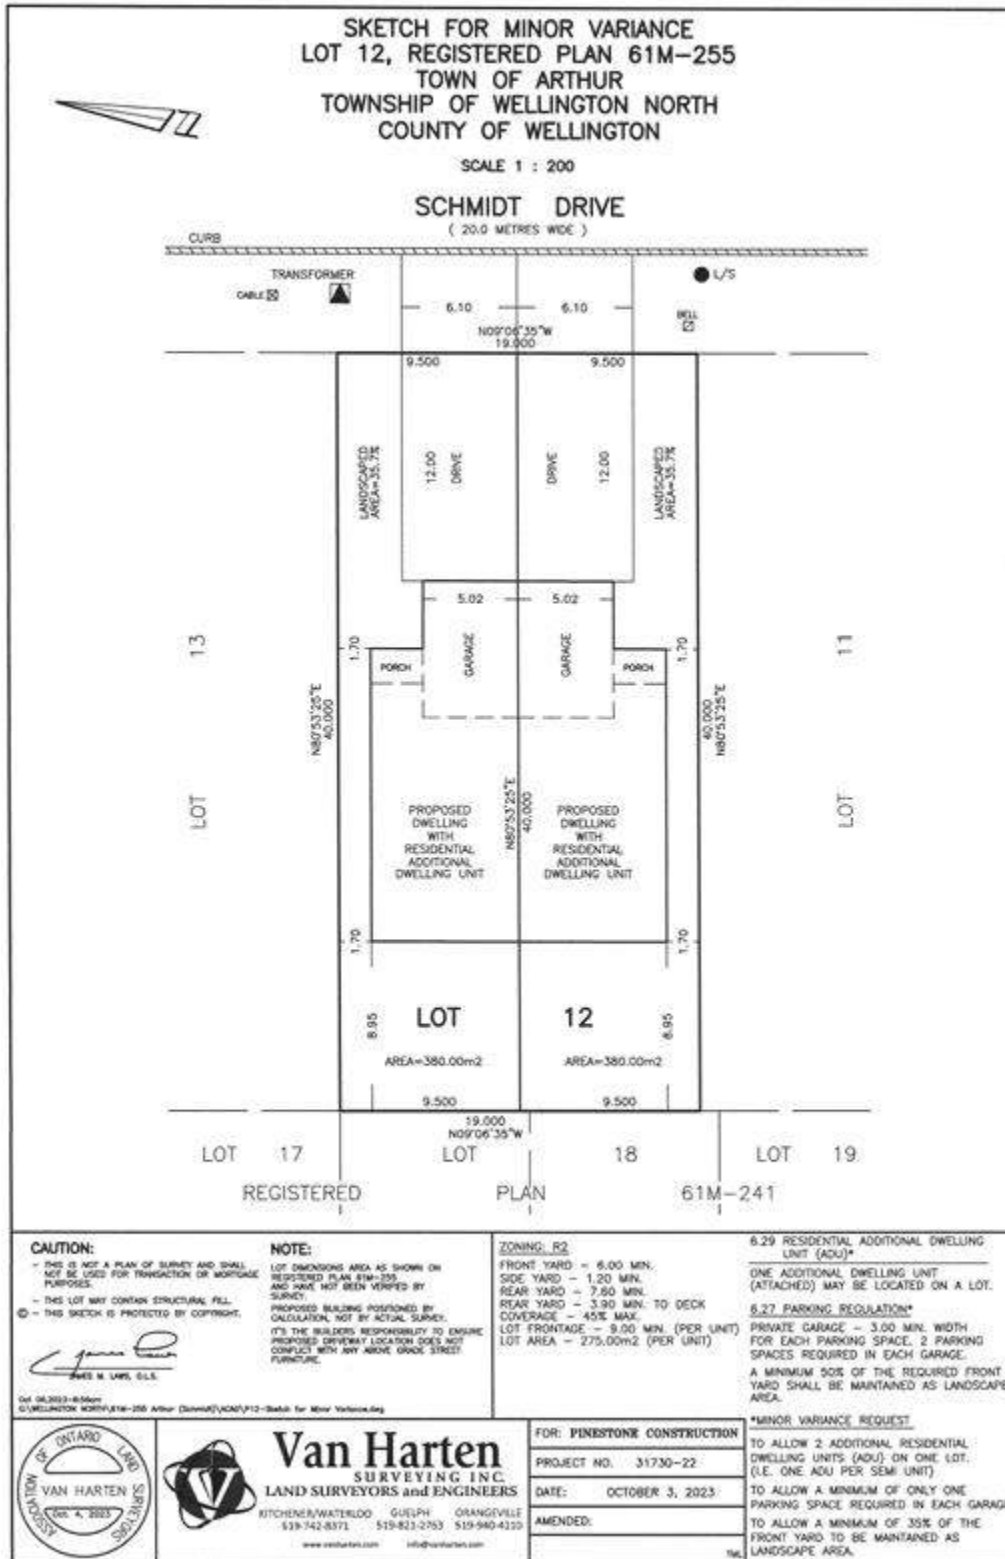 SKETCH FOR MINOR VARIANCE
LOT 12, REGISTERED PLAN 61M-255
TOWN OF ARTHUR
TOWNSHIP OF WELLINGTON NORTH
COUNTY OF WELLINGTON
SCALE 1 : 200
SCHMIDT DRIVE
( 20.0 METRES WIDE )
CURB
TRANSFORMER
CABLE
L/S
BELL
6.10 6.10
N09°06'35"W
19.000
9.500 9.500
LANDSCAPED
AREA=35.7%
12.00
DRIVE
DRIVE
12.00
LANDSCAPED
AREA=35.7%
5.02 5.02
GARAGE
GARAGE
1.70
PORCH
PORCH
1.70
LOT 13
LOT 11
N80°53'25"E
40.000
N80°53'25"E
40.000
40.000
N80°53'25"E
PROPOSED
DWELLING
WITH
RESIDENTIAL
ADDITIONAL
DWELLING UNIT
PROPOSED
DWELLING
WITH
RESIDENTIAL
ADDITIONAL
DWELLING UNIT
1.70
1.70
8.95
8.95
LOT 12
AREA=380.00m2 AREA=380.00m2
9.500 9.500
19.000
N09°06'35"W
LOT 17 LOT 18 LOT 19
REGISTERED PLAN 61M-241
CAUTION:
- THIS IS NOT A PLAN OF SURVEY AND SHALL
NOT BE USED FOR TRANSACTION OR MORTGAGE
PURPOSES.
- THIS LOT MAY CONTAIN STRUCTURAL FILL.
© - THIS SKETCH IS PROTECTED BY COPYRIGHT.
JAMES M. LAWS, O.L.S.
NOTE:
LOT DIMENSIONS AREA AS SHOWN ON
REGISTERED PLAN 61M-255
AND HAVE NOT BEEN VERIFIED BY
SURVEY.
PROPOSED BUILDING POSITIONED BY
CALCULATION, NOT BY ACTUAL SURVEY.
IT'S THE BUILDERS RESPONSIBILITY TO ENSURE
PROPOSED DRIVEWAY LOCATION DOES NOT
CONFLICT WITH ANY ABOVE GRADE STREET
FURNITURE.
ZONING: R2
FRONT YARD - 6.00 MIN.
SIDE YARD - 1.20 MIN.
REAR YARD - 7.60 MIN.
REAR YARD - 3.90 MIN. TO DECK
COVERAGE - 45% MAX.
LOT FRONTAGE - 9.00 MIN. (PER UNIT)
LOT AREA - 275.00m2 (PER UNIT)
6.29 RESIDENTIAL ADDITIONAL DWELLING
UNIT (ADU)*
ONE ADDITIONAL DWELLING UNIT
(ATTACHED) MAY BE LOCATED ON A LOT.
6.27 PARKING REGULATION*
PRIVATE GARAGE - 3.00 MIN. WIDTH
FOR EACH PARKING SPACE. 2 PARKING
SPACES REQUIRED IN EACH GARAGE.
A MINIMUM 50% OF THE REQUIRED FRONT
YARD SHALL BE MAINTAINED AS LANDSCAPE
AREA.
*MINOR VARIANCE REQUEST
TO ALLOW 2 ADDITIONAL RESIDENTIAL
DWELLING UNITS (ADU) ON ONE LOT.
(I.E. ONE ADU PER SEMI UNIT)
TO ALLOW A MINIMUM OF ONLY ONE
PARKING SPACE REQUIRED IN EACH GARAGE
TO ALLOW A MINIMUM OF 35% OF THE
FRONT YARD TO BE MAINTAINED AS
LANDSCAPE AREA.
ASSOCIATION OF ONTARIO LAND SURVEYORS
VAN HARTEN
Oct. 4, 2023
Van Harten
SURVEYING INC.
LAND SURVEYORS and ENGINEERS
KITCHENER/WATERLOO GUELPH ORANGEVILLE
519-742-8371 519-821-2763 519-940-4110
www.vanharten.com info@vanharten.com
FOR: PINESTONE CONSTRUCTION
PROJECT NO. 31730-22
DATE: OCTOBER 3, 2023
AMENDED: